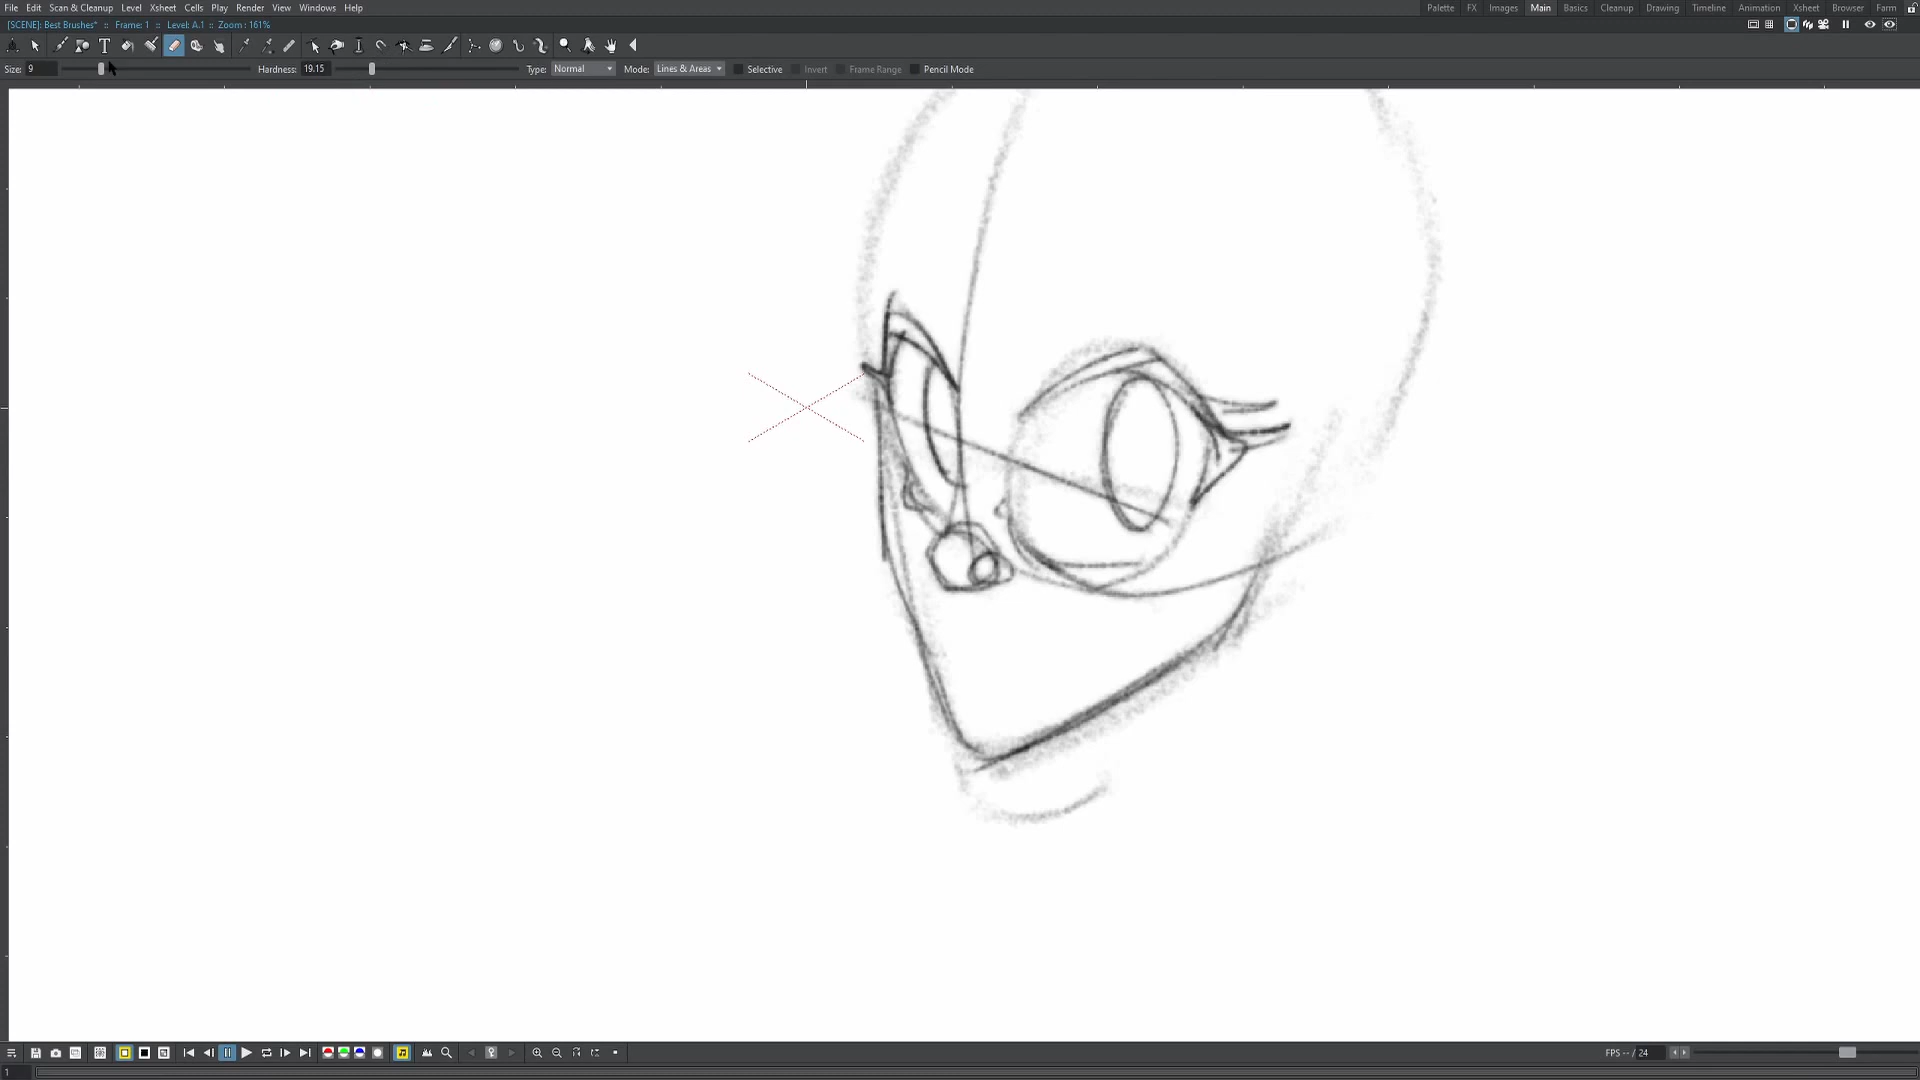 File Edit Scan & Cleanup Level Xsheet Cells Play Render View Windows Help Palette FX Images Main Basics Cleanup Drawing Timeline Animation Xsheet Browser Farm
[SCENE]: Best Brushes* :: Frame: 1 :: Level: A.1 :: Zoom : 161%
Size: 9 Hardness: 19.15 Type: Normal Mode: Lines & Areas Selective Invert Frame Range Pencil Mode
FPS -- / 24
1